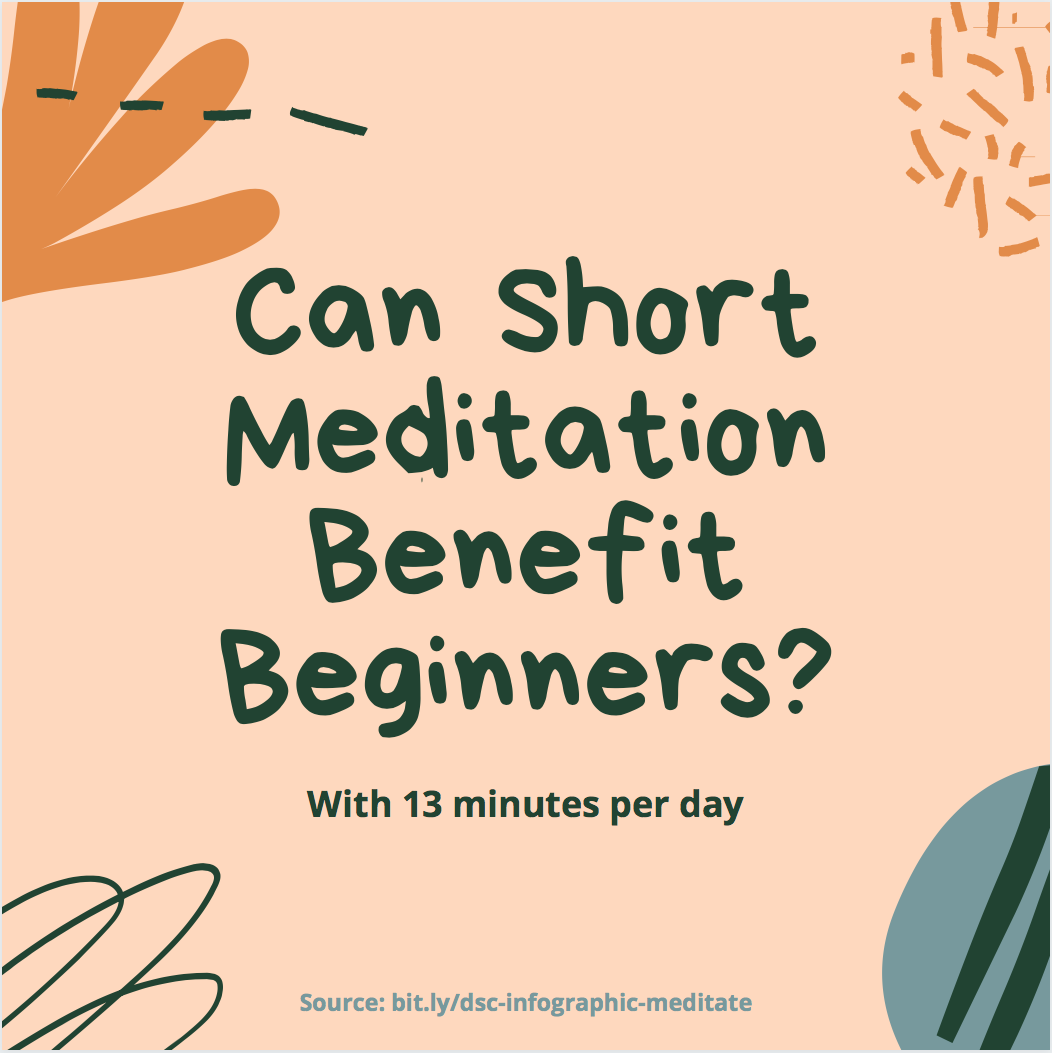 Can Short
Meditation
Benefit
Beginners?
With 13 minutes per day
Source: bit.ly/dsc-infographic-meditate